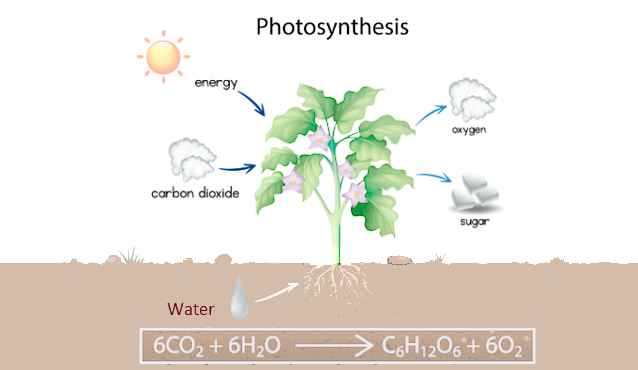 Photosynthesis
energy
oxygen
carbon dioxide
sugar
Water
6CO₂ + 6H₂O ⟶ C₆H₁₂O₆ + 6O₂